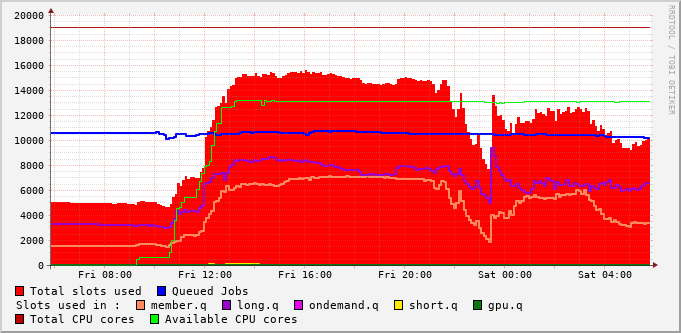 20000
18000
16000
14000
12000
10000
8000
6000
4000
2000
0
Fri 08:00 Fri 12:00 Fri 16:00 Fri 20:00 Sat 00:00 Sat 04:00
RRDTOOL / TOBI OETIKER
Total slots used Queued Jobs
Slots used in : member.q long.q ondemand.q short.q gpu.q
Total CPU cores Available CPU cores